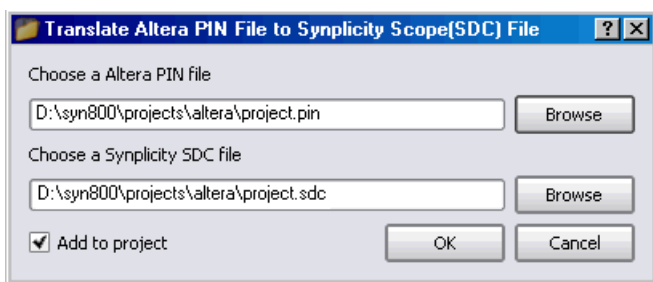 Translate Altera PIN File to Synplicity Scope(SDC) File
Choose a Altera PIN file
D:\syn800\projects\altera\project.pin Browse
Choose a Synplicity SDC file
D:\syn800\projects\altera\project.sdc Browse
Add to project OK Cancel